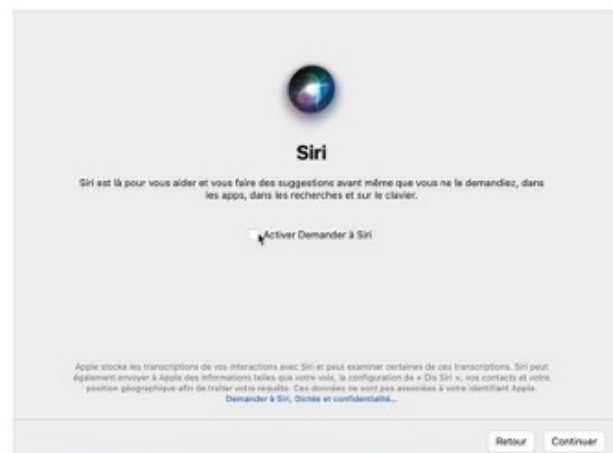 Siri
Siri est là pour vous aider et vous faire des suggestions avant même que vous ne le demandiez, dans
les apps, dans les recherches et sur le clavier.
Activer Demander à Siri
Apple stocke les transcriptions de vos interactions avec Siri et peut examiner certaines de ces transcriptions. Siri peut
également envoyer à Apple des informations telles que votre voix, la configuration de « Dis Siri », vos contacts et votre
position géographique afin de traiter votre requête. Ces données ne sont pas associées à votre identifiant Apple.
Demander à Siri, Dictée et confidentialité...
Retour Continuer